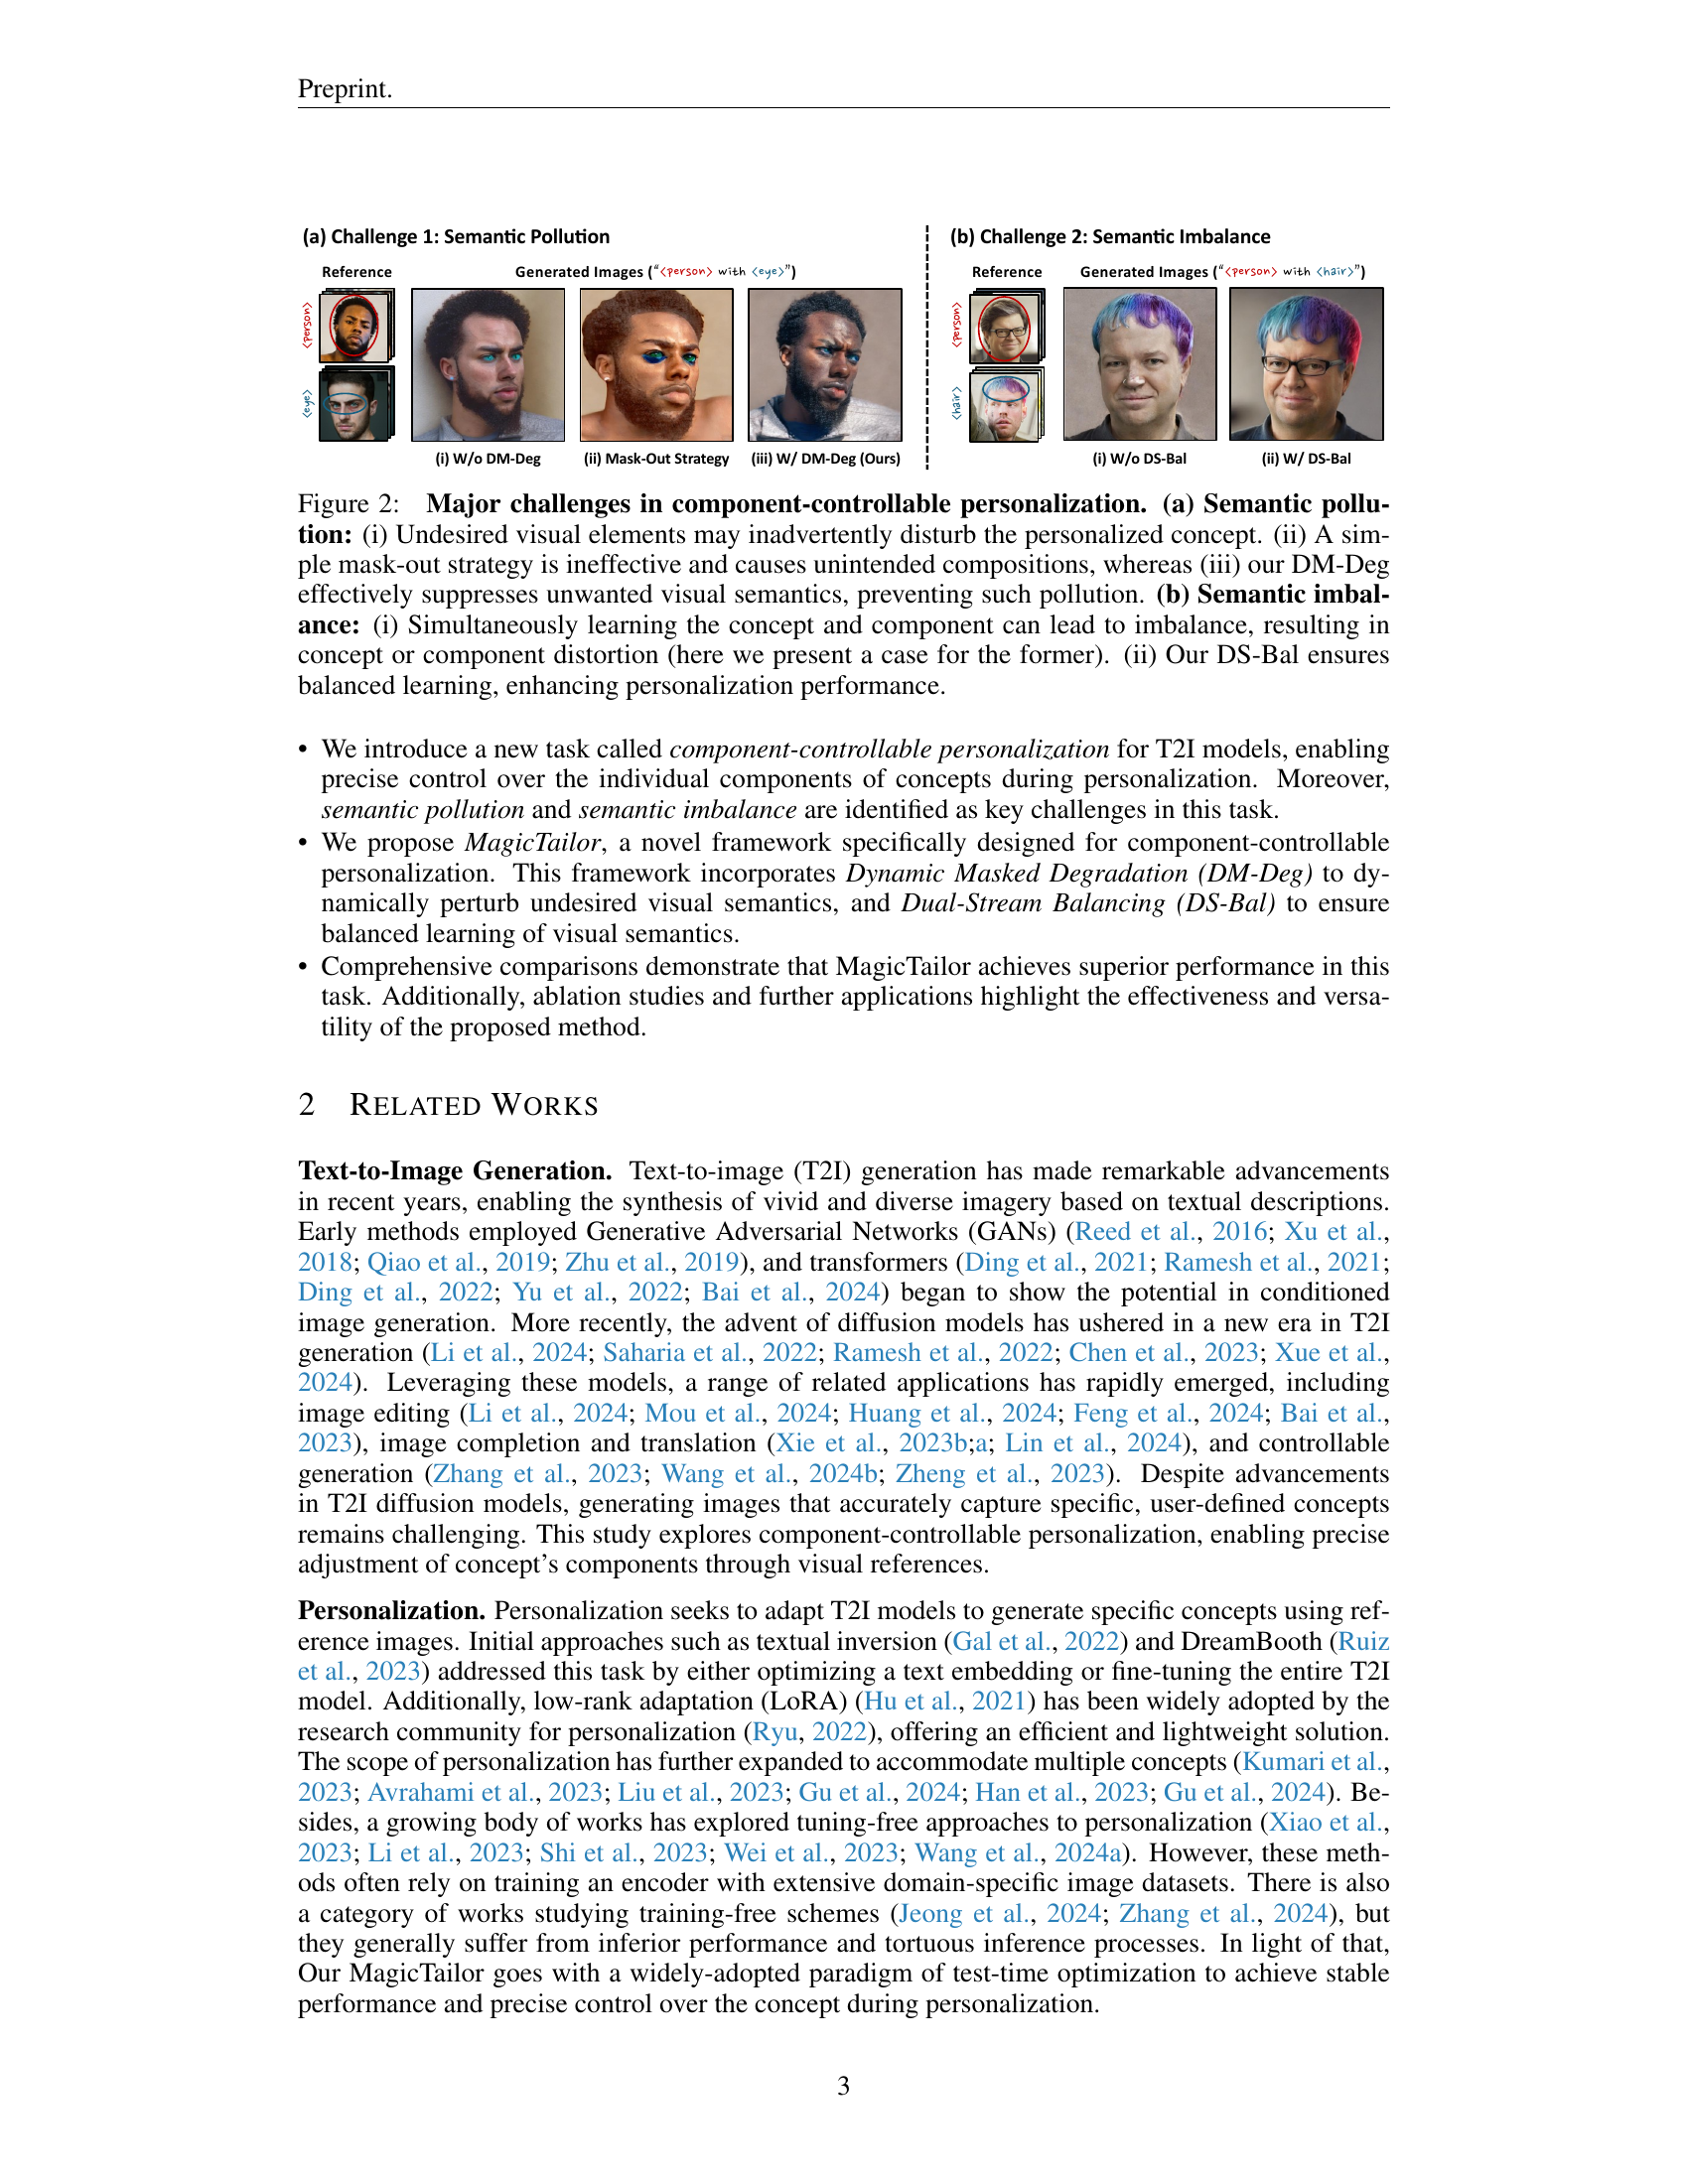 Preprint.
(a) Challenge 1: Semantic Pollution
Reference
Generated Images (“<person> with <eye>”)
<person>
<eye>
(i) W/o DM-Deg
(ii) Mask-Out Strategy
(iii) W/ DM-Deg (Ours)
(b) Challenge 2: Semantic Imbalance
Reference
Generated Images (“<person> with <hair>”)
<person>
<hair>
(i) W/o DS-Bal
(ii) W/ DS-Bal
Figure 2: Major challenges in component-controllable personalization. (a) Semantic pollu-
tion: (i) Undesired visual elements may inadvertently disturb the personalized concept. (ii) A sim-
ple mask-out strategy is ineffective and causes unintended compositions, whereas (iii) our DM-Deg
effectively suppresses unwanted visual semantics, preventing such pollution. (b) Semantic imbal-
ance: (i) Simultaneously learning the concept and component can lead to imbalance, resulting in
concept or component distortion (here we present a case for the former). (ii) Our DS-Bal ensures
balanced learning, enhancing personalization performance.
• We introduce a new task called component-controllable personalization for T2I models, enabling
precise control over the individual components of concepts during personalization. Moreover,
semantic pollution and semantic imbalance are identified as key challenges in this task.
• We propose MagicTailor, a novel framework specifically designed for component-controllable
personalization. This framework incorporates Dynamic Masked Degradation (DM-Deg) to dy-
namically perturb undesired visual semantics, and Dual-Stream Balancing (DS-Bal) to ensure
balanced learning of visual semantics.
• Comprehensive comparisons demonstrate that MagicTailor achieves superior performance in this
task. Additionally, ablation studies and further applications highlight the effectiveness and versa-
tility of the proposed method.
2 RELATED WORKS
Text-to-Image Generation. Text-to-image (T2I) generation has made remarkable advancements
in recent years, enabling the synthesis of vivid and diverse imagery based on textual descriptions.
Early methods employed Generative Adversarial Networks (GANs) (Reed et al., 2016; Xu et al.,
2018; Qiao et al., 2019; Zhu et al., 2019), and transformers (Ding et al., 2021; Ramesh et al., 2021;
Ding et al., 2022; Yu et al., 2022; Bai et al., 2024) began to show the potential in conditioned
image generation. More recently, the advent of diffusion models has ushered in a new era in T2I
generation (Li et al., 2024; Saharia et al., 2022; Ramesh et al., 2022; Chen et al., 2023; Xue et al.,
2024). Leveraging these models, a range of related applications has rapidly emerged, including
image editing (Li et al., 2024; Mou et al., 2024; Huang et al., 2024; Feng et al., 2024; Bai et al.,
2023), image completion and translation (Xie et al., 2023b;a; Lin et al., 2024), and controllable
generation (Zhang et al., 2023; Wang et al., 2024b; Zheng et al., 2023). Despite advancements
in T2I diffusion models, generating images that accurately capture specific, user-defined concepts
remains challenging. This study explores component-controllable personalization, enabling precise
adjustment of concept’s components through visual references.
Personalization. Personalization seeks to adapt T2I models to generate specific concepts using ref-
erence images. Initial approaches such as textual inversion (Gal et al., 2022) and DreamBooth (Ruiz
et al., 2023) addressed this task by either optimizing a text embedding or fine-tuning the entire T2I
model. Additionally, low-rank adaptation (LoRA) (Hu et al., 2021) has been widely adopted by the
research community for personalization (Ryu, 2022), offering an efficient and lightweight solution.
The scope of personalization has further expanded to accommodate multiple concepts (Kumari et al.,
2023; Avrahami et al., 2023; Liu et al., 2023; Gu et al., 2024; Han et al., 2023; Gu et al., 2024). Be-
sides, a growing body of works has explored tuning-free approaches to personalization (Xiao et al.,
2023; Li et al., 2023; Shi et al., 2023; Wei et al., 2023; Wang et al., 2024a). However, these meth-
ods often rely on training an encoder with extensive domain-specific image datasets. There is also
a category of works studying training-free schemes (Jeong et al., 2024; Zhang et al., 2024), but
they generally suffer from inferior performance and tortuous inference processes. In light of that,
Our MagicTailor goes with a widely-adopted paradigm of test-time optimization to achieve stable
performance and precise control over the concept during personalization.
3